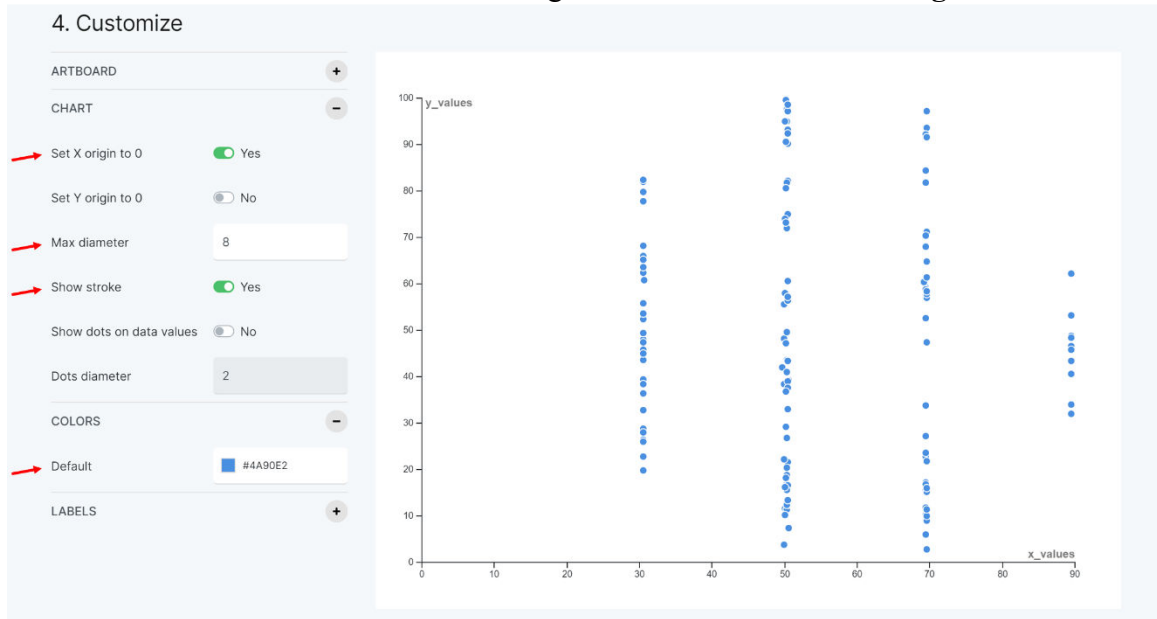 4. Customize
ARTBOARD
+
CHART
-
Set X origin to 0 Yes
Set Y origin to 0 No
Max diameter 8
Show stroke Yes
Show dots on data values No
Dots diameter 2
COLORS
-
Default #4A90E2
LABELS
+
y_values
100
90
80
70
60
50
40
30
20
10
0
x_values
0 10 20 30 40 50 60 70 80 90